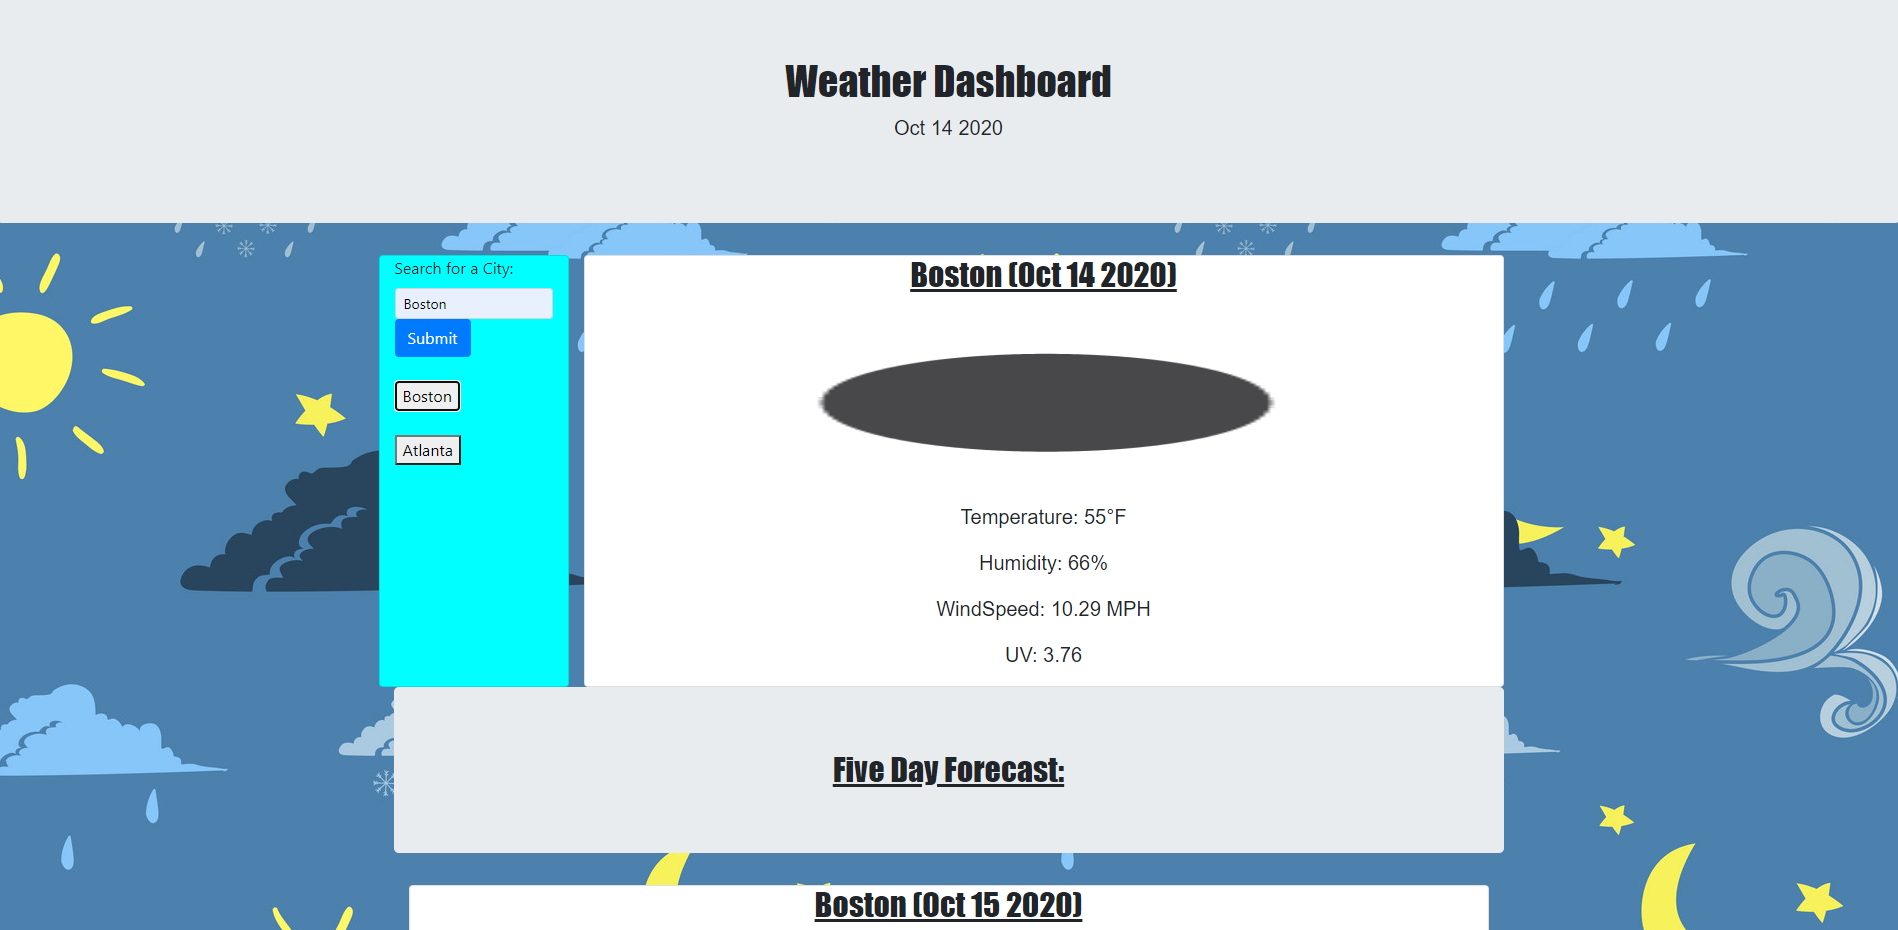 Weather Dashboard
Oct 14 2020
Search for a City:
Boston
Submit
Boston
Atlanta
Boston (Oct 14 2020)
Temperature: 55°F
Humidity: 66%
WindSpeed: 10.29 MPH
UV: 3.76
Five Day Forecast:
Boston (Oct 15 2020)